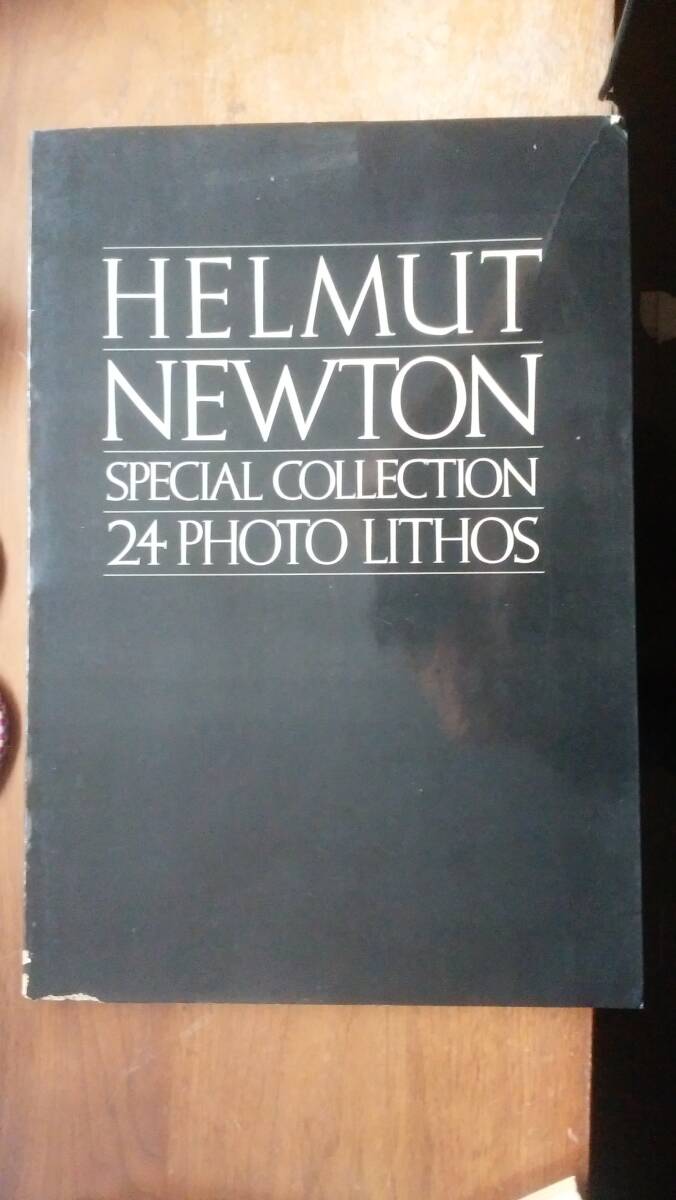 HELMUT
NEWTON
SPECIAL COLLECTION
24 PHOTO LITHOS